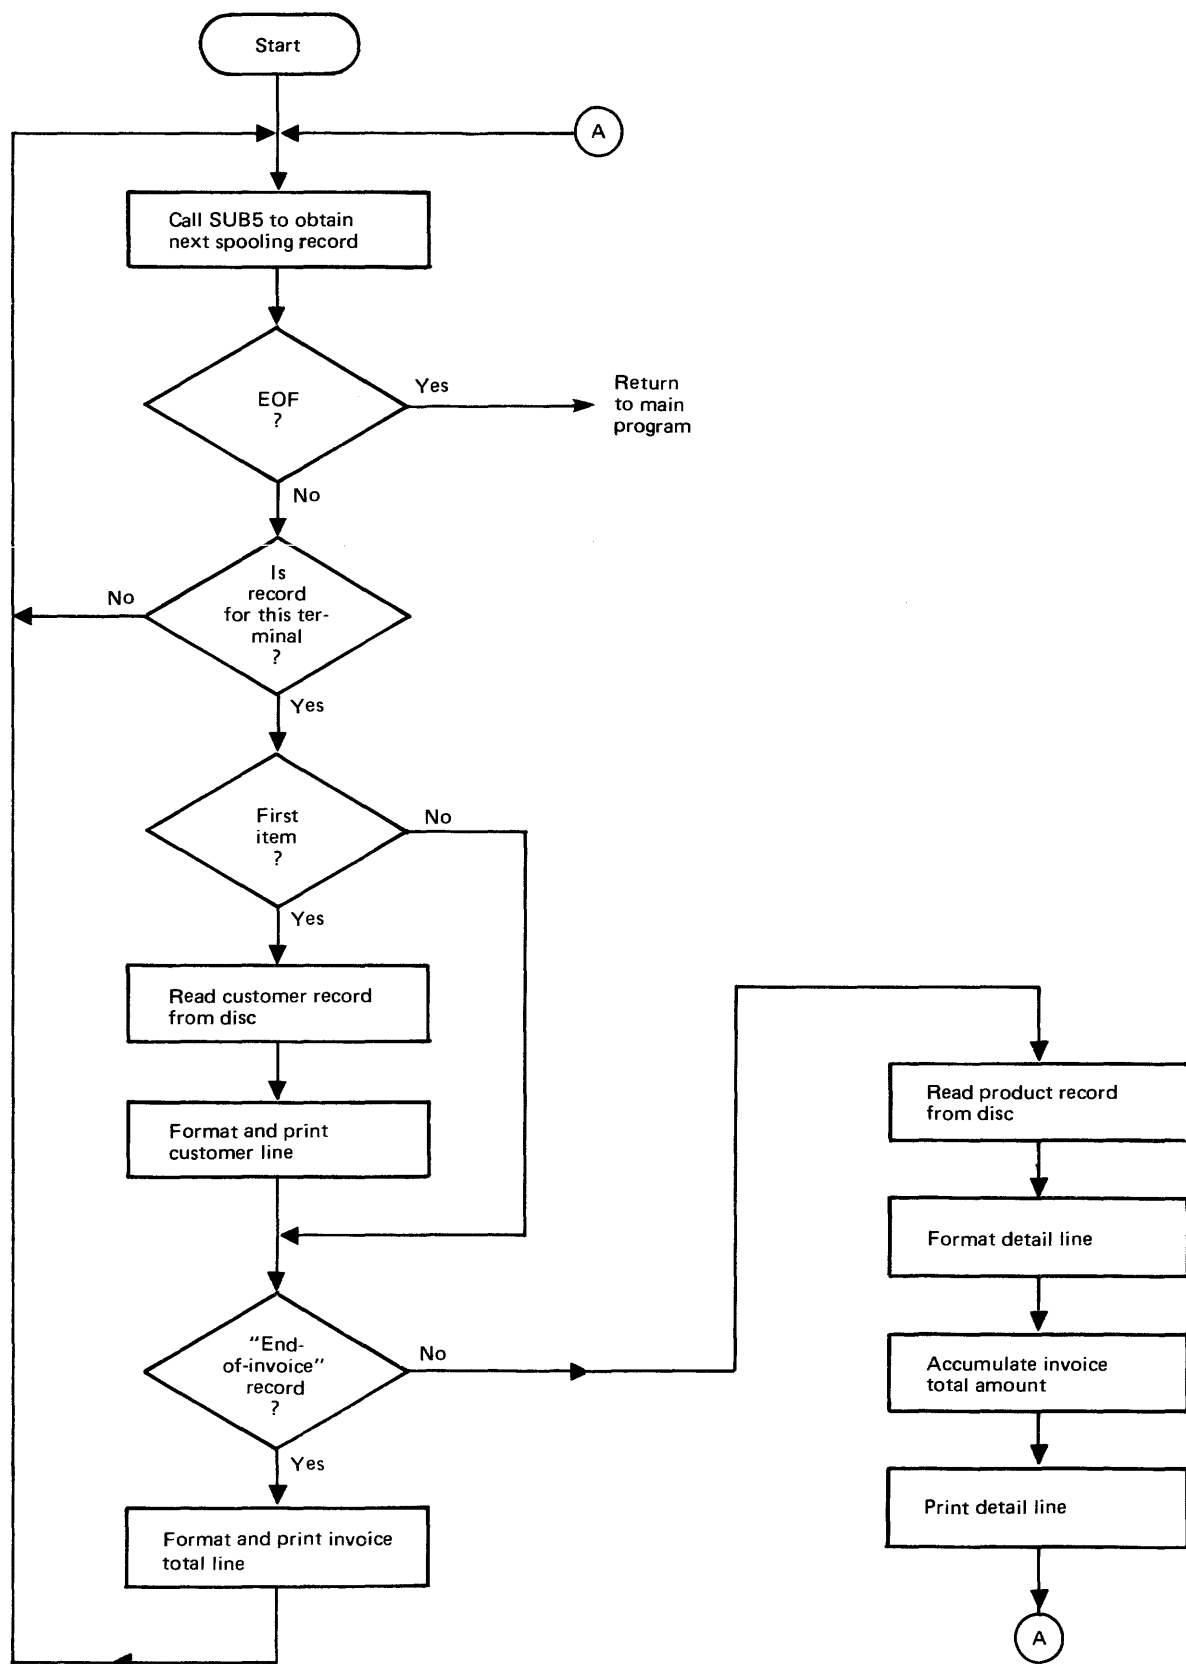 Start
A
Call SUB5 to obtain
next spooling record
EOF
?
Yes
Return
to main
program
No
Is
record
for this ter-
minal
?
No
Yes
First
item
?
No
Yes
Read customer record
from disc
Format and print
customer line
"End-
of-invoice"
record
?
No
Yes
Format and print invoice
total line
Read product record
from disc
Format detail line
Accumulate invoice
total amount
Print detail line
A